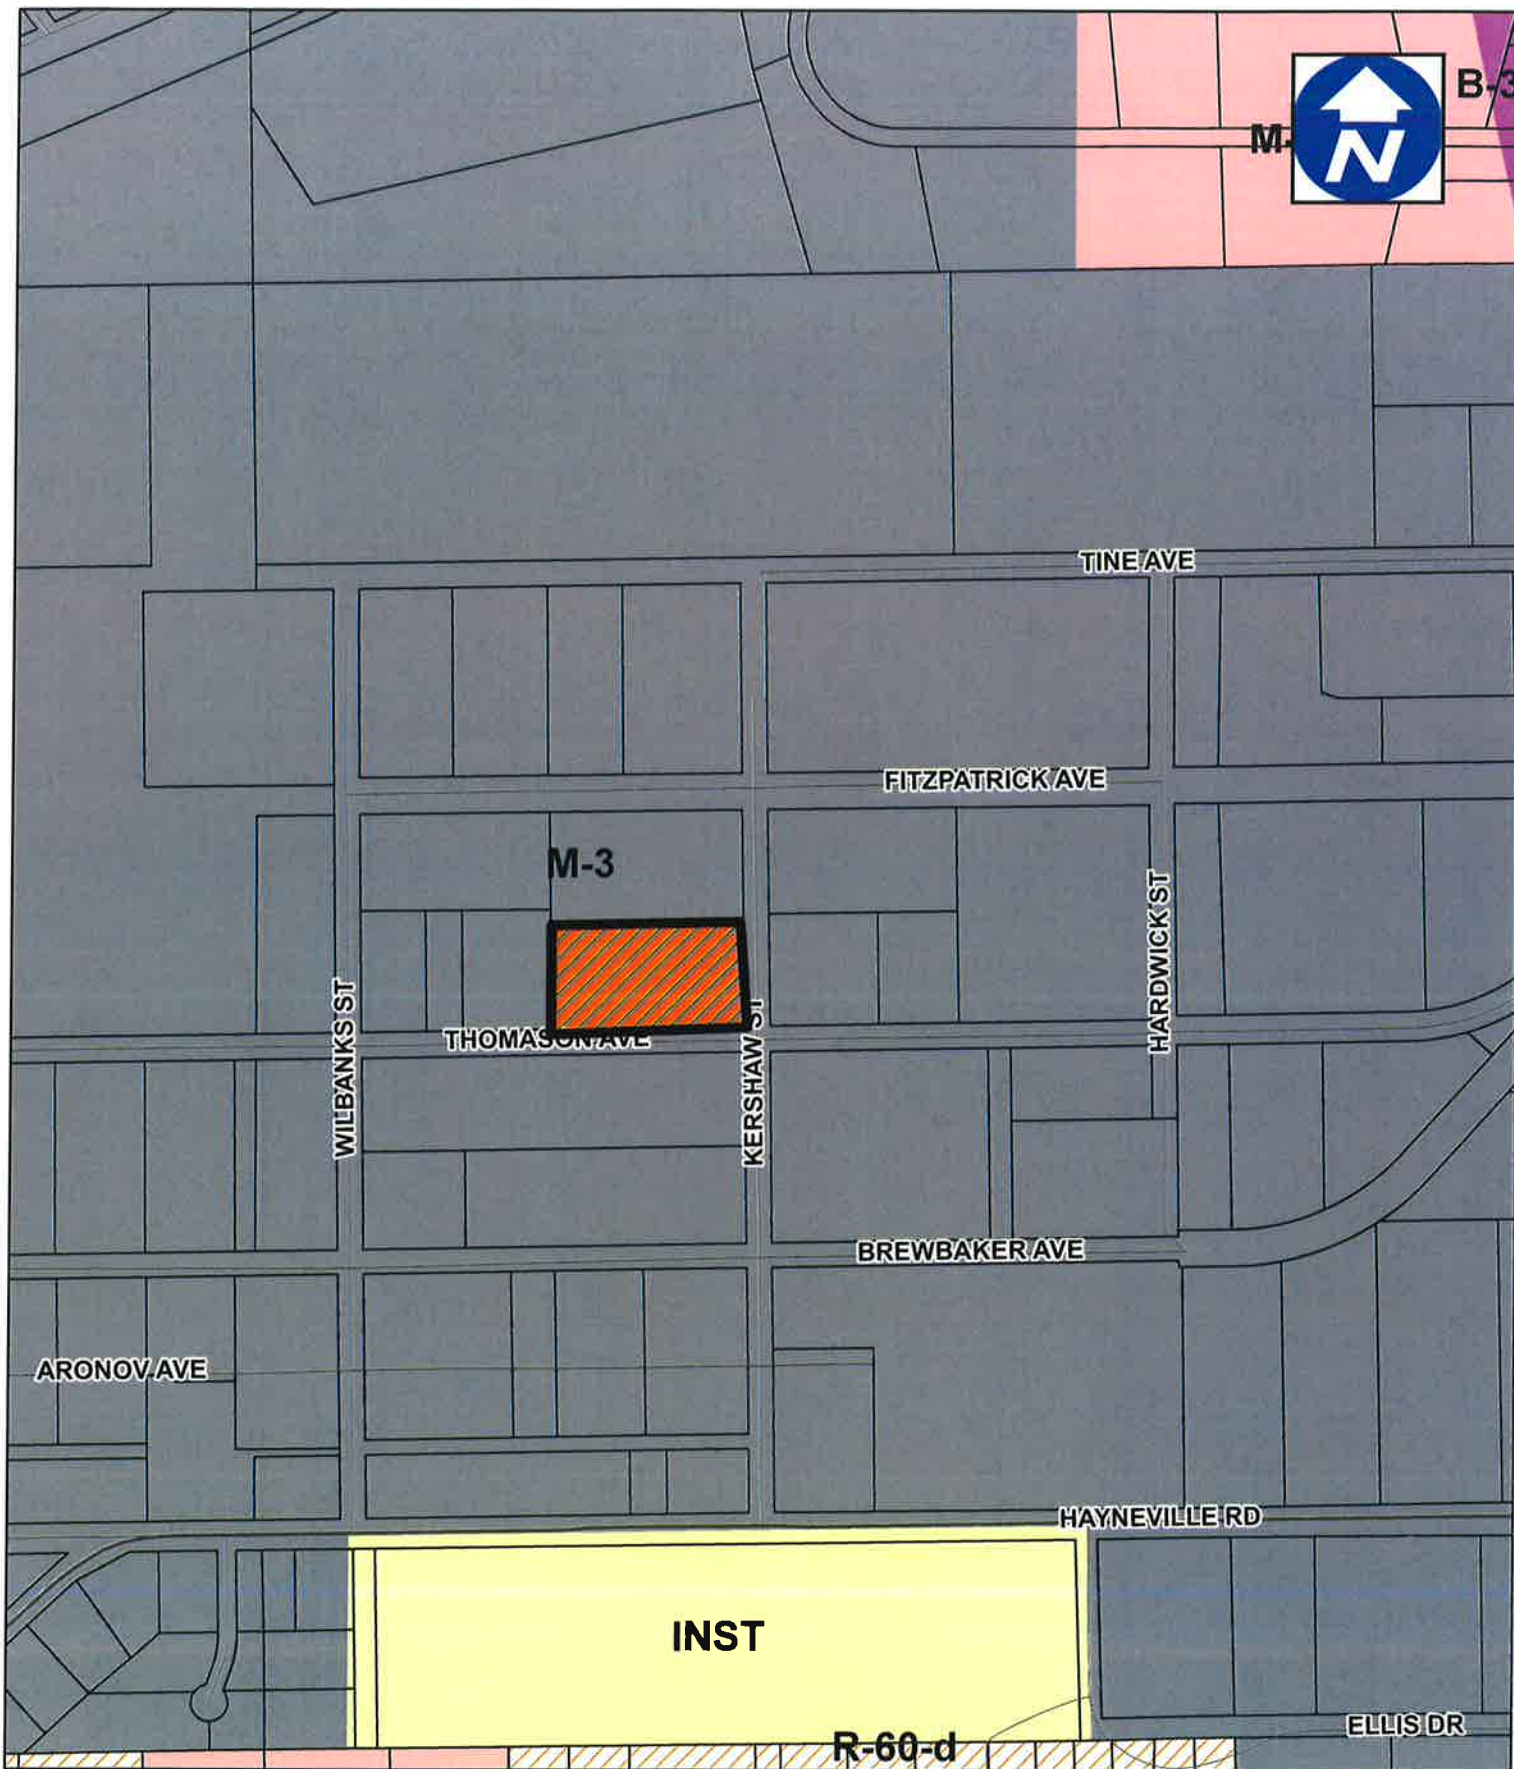 B-3
M-
N
TINE AVE
FITZPATRICK AVE
M-3
HARDWICK ST
WILBANKS ST
THOMASON AVE
KERSHAW ST
BREWBAKER AVE
ARONOV AVE
HAYNEVILLE RD
INST
ELLIS DR
R-60-d